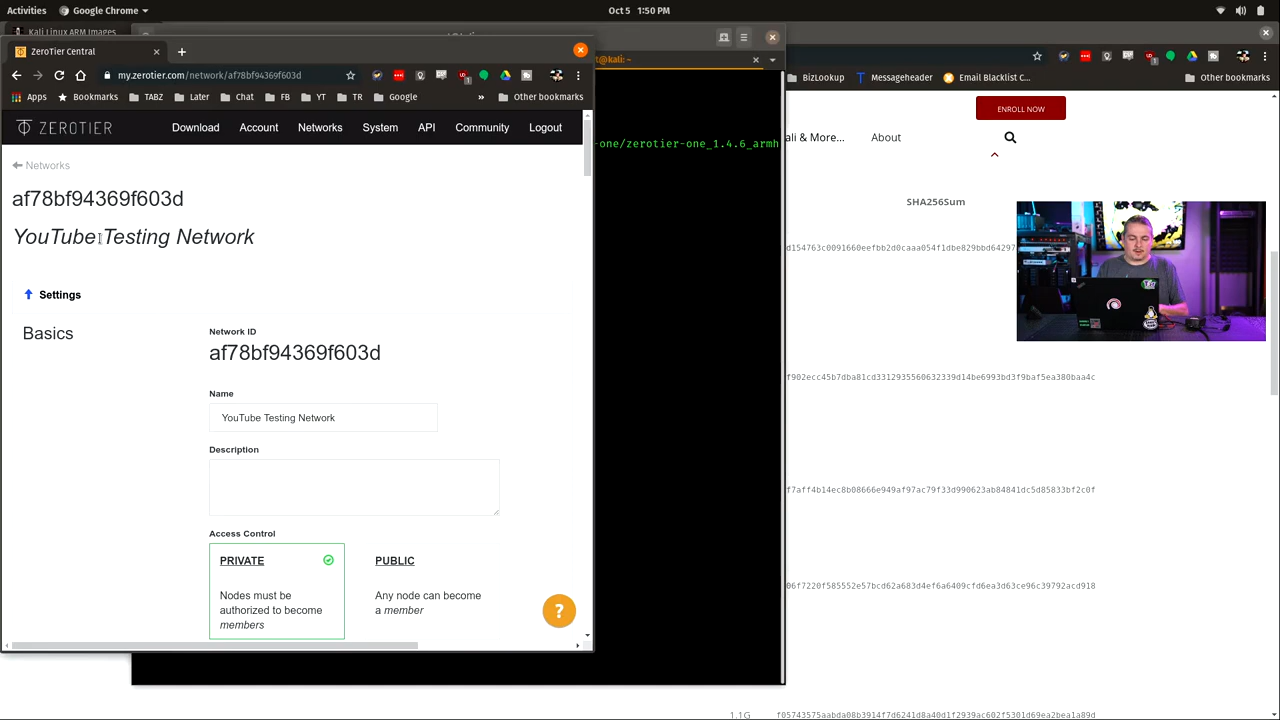 Activities
Google Chrome
Oct 5 1:50 PM
Kali Linux ARM Images
ZeroTier Central
my.zerotier.com/network/af78bf94369f603d
Apps
TABZ
Later
Chat
FB
YT
TR
Google
»
Other bookmarks
t@kali: ~
BizLookup
Messageheader
Email Blacklist C...
Other bookmarks
ZEROTIER
Download
Account
Networks
System
API
Community
Logout
Networks
af78bf94369f603d
YouTube Testing Network
Settings
Basics
Network ID
af78bf94369f603d
Name
YouTube Testing Network
Description
Access Control
PRIVATE
Nodes must be
authorized to become
members
PUBLIC
Any node can become
a member
?
-one/zerotier-one_1.4.6_armh
ENROLL NOW
ali & More...
About
SHA256Sum
d154763c0091660eefbb2d0caaa054f1dbe829bbd64297
f902ecc45b7dba81cd3312935560632339d14be6993bd3f9baf5ea380baa4c
f7aff4b14ec8b08666e949af97ac79f33d990623ab84841dc5d85833bf2c0f
06f7220f585552e57bcd62a683d4ef6a6409cfd6ea3d63ce96c39792acd918
1.1G
f05743575aabda08b3914f7d6241d8a40d1f2939ac602f5301d69ea2bea1a89d